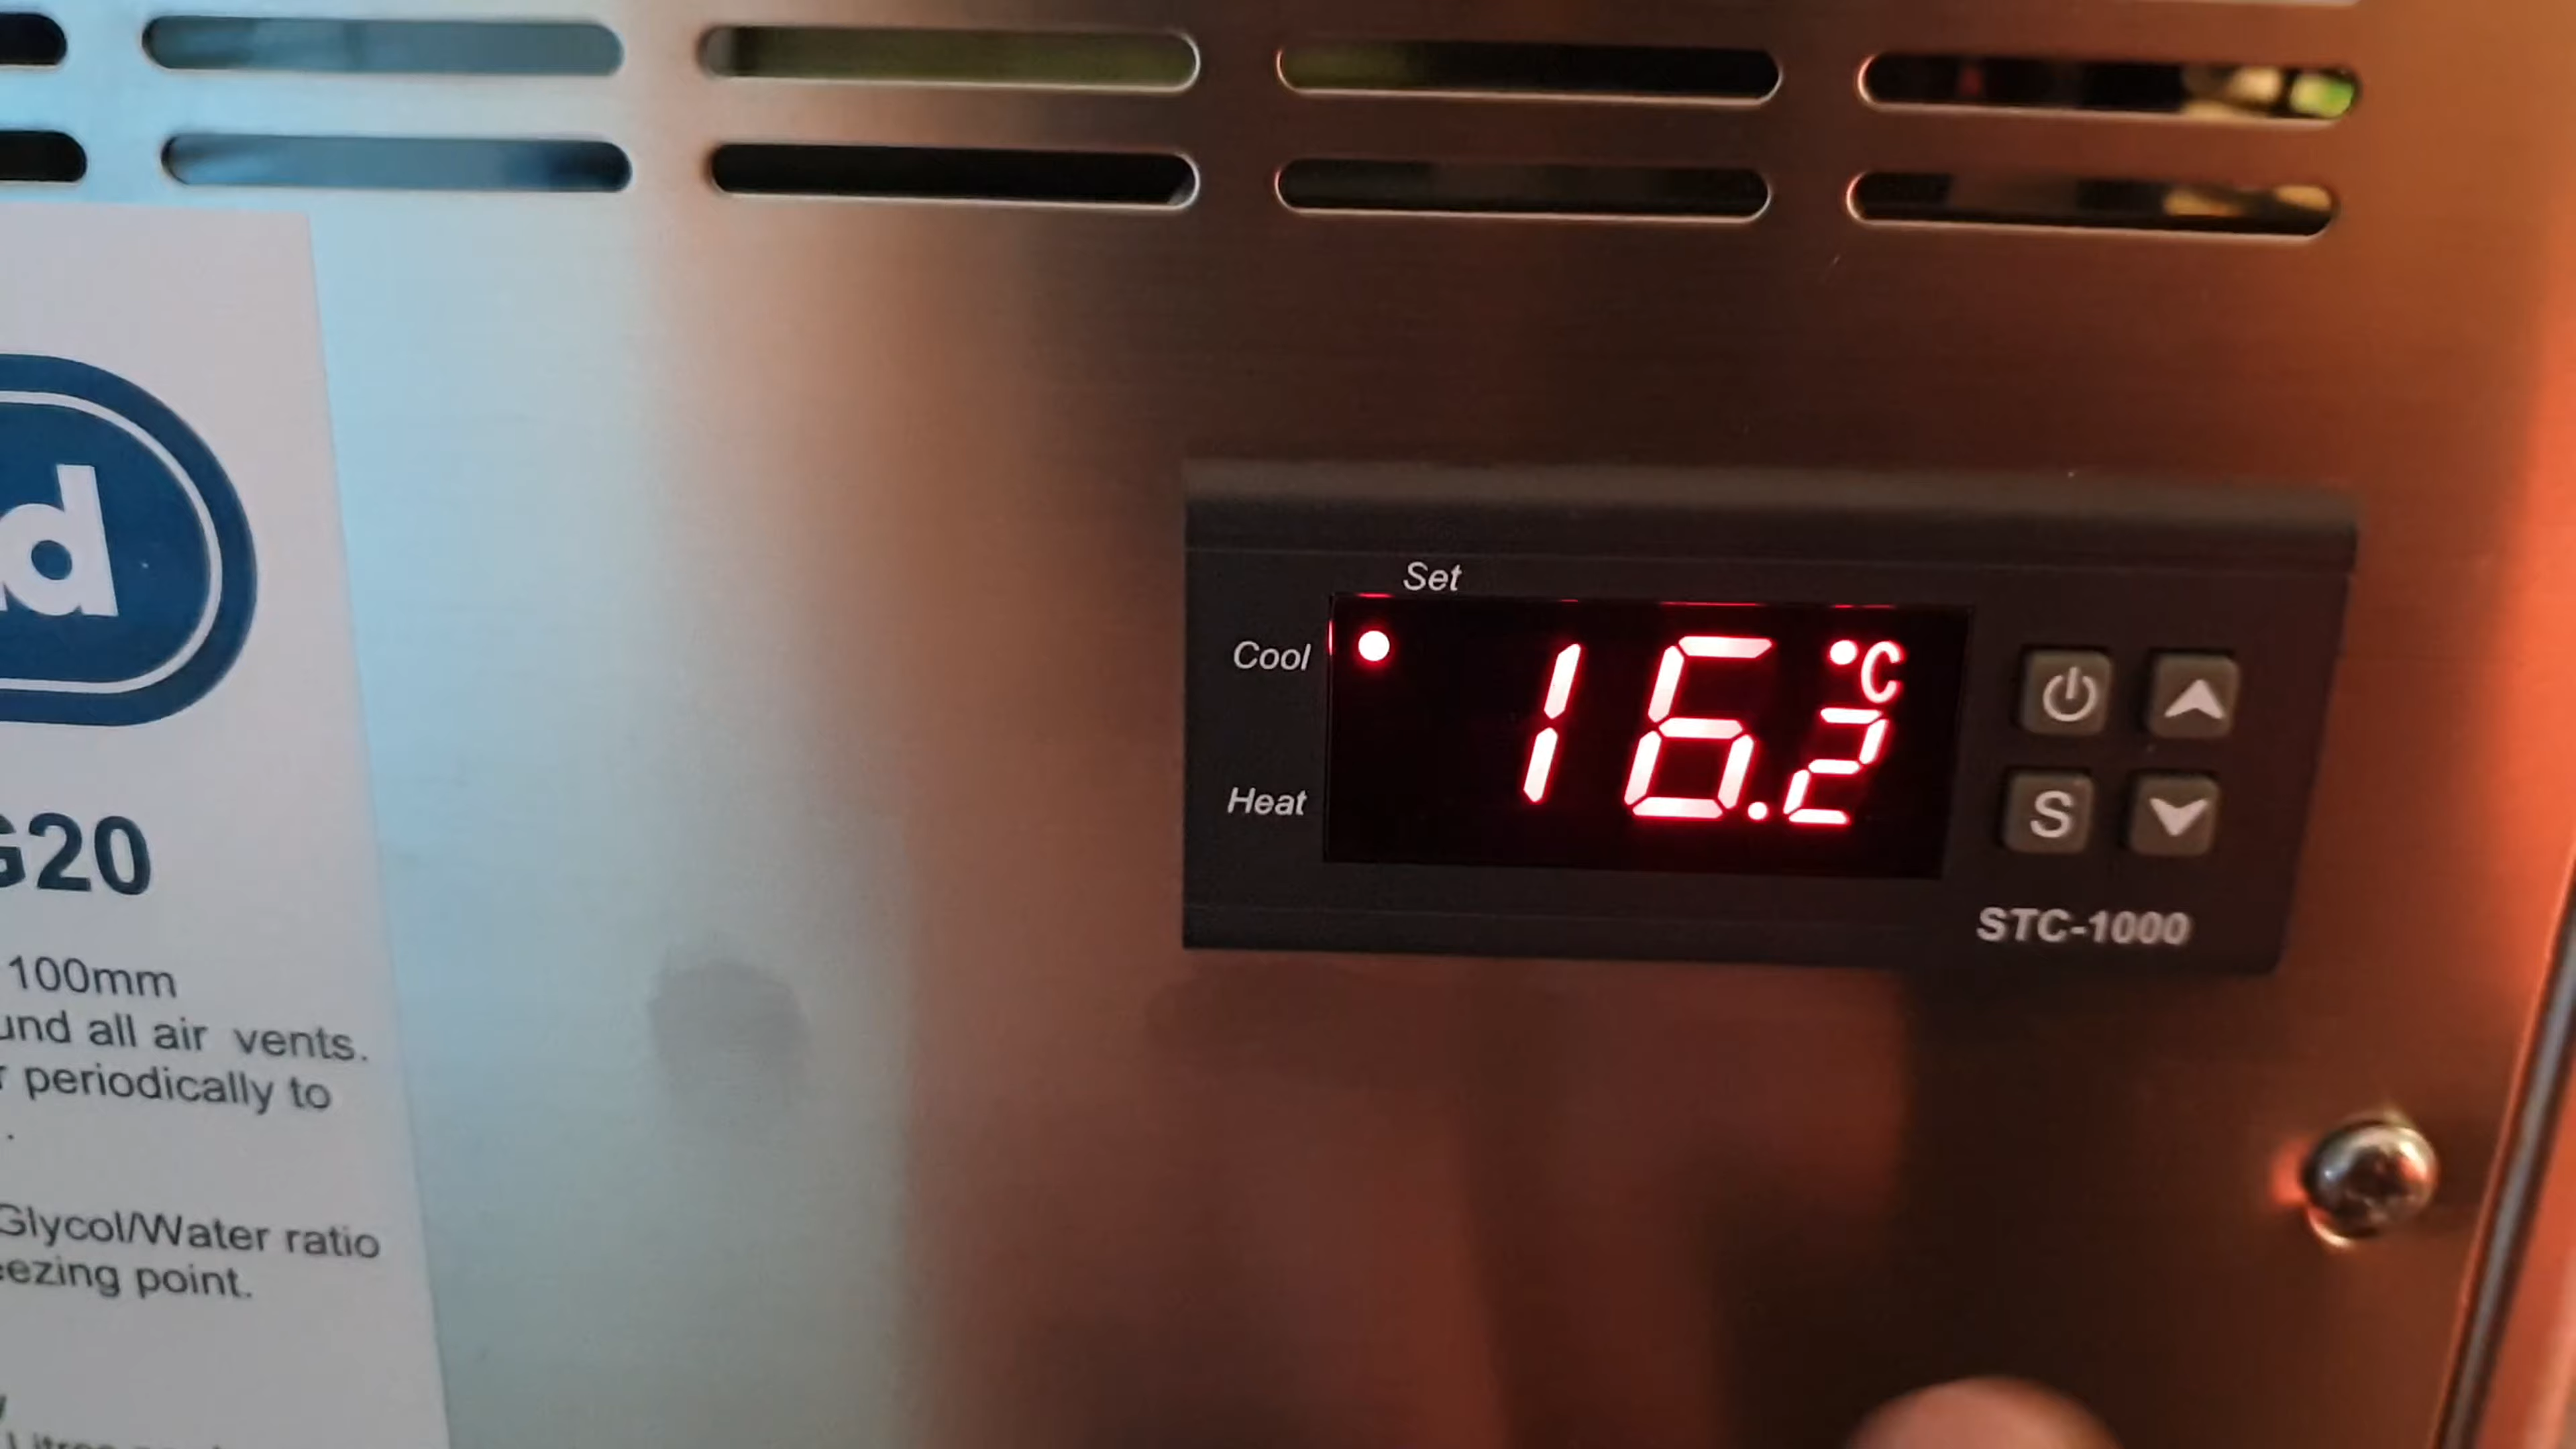 d
G20
100mm
und all air vents.
r periodically to
.
Glycol/Water ratio
eezing point.
Set
Cool
16.2 °C
Heat
S
STC-1000